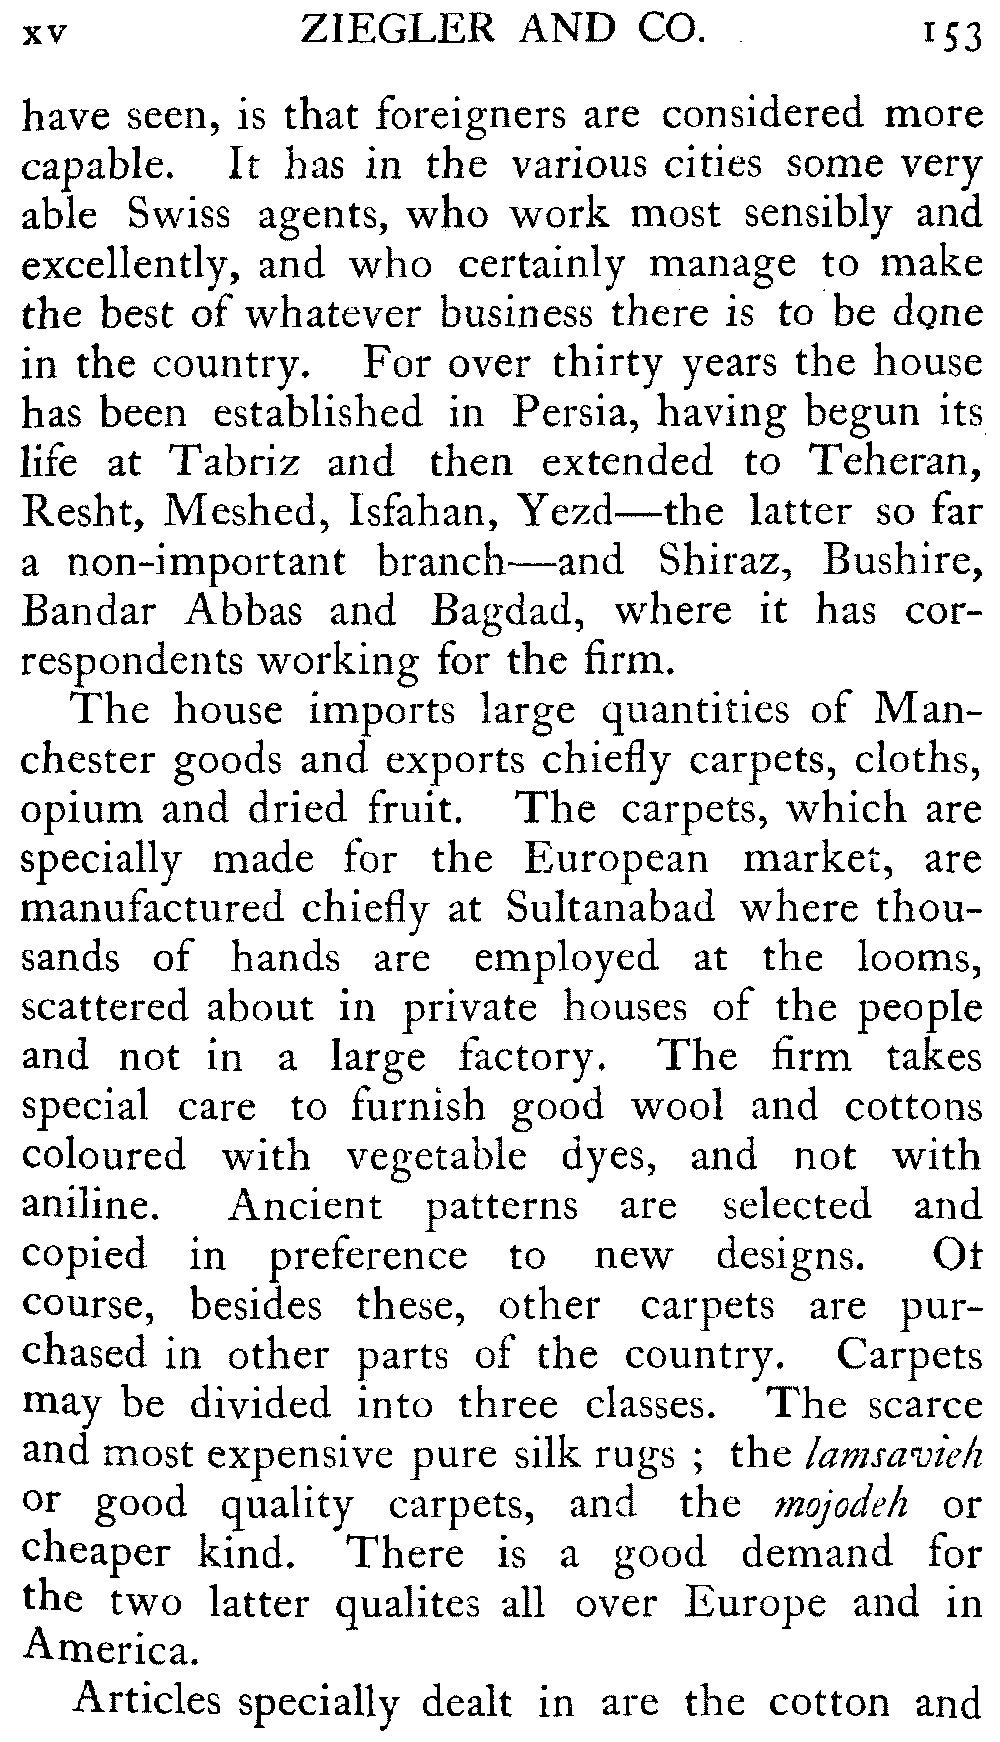 xv ZIEGLER AND CO. 153
have seen, is that foreigners are considered more
capable. It has in the various cities some very
able Swiss agents, who work most sensibly and
excellently, and who certainly manage to make
the best of whatever business there is to be done
in the country. For over thirty years the house
has been established in Persia, having begun its
life at Tabriz and then extended to Teheran,
Resht, Meshed, Isfahan, Yezd—the latter so far
a non-important branch—and Shiraz, Bushire,
Bandar Abbas and Bagdad, where it has cor-
respondents working for the firm.
The house imports large quantities of Man-
chester goods and exports chiefly carpets, cloths,
opium and dried fruit. The carpets, which are
specially made for the European market, are
manufactured chiefly at Sultanabad where thou-
sands of hands are employed at the looms,
scattered about in private houses of the people
and not in a large factory. The firm takes
special care to furnish good wool and cottons
coloured with vegetable dyes, and not with
aniline. Ancient patterns are selected and
copied in preference to new designs. Of
course, besides these, other carpets are pur-
chased in other parts of the country. Carpets
may be divided into three classes. The scarce
and most expensive pure silk rugs ; the lamsavieh
or good quality carpets, and the mojodeh or
cheaper kind. There is a good demand for
the two latter qualites all over Europe and in
America.
Articles specially dealt in are the cotton and